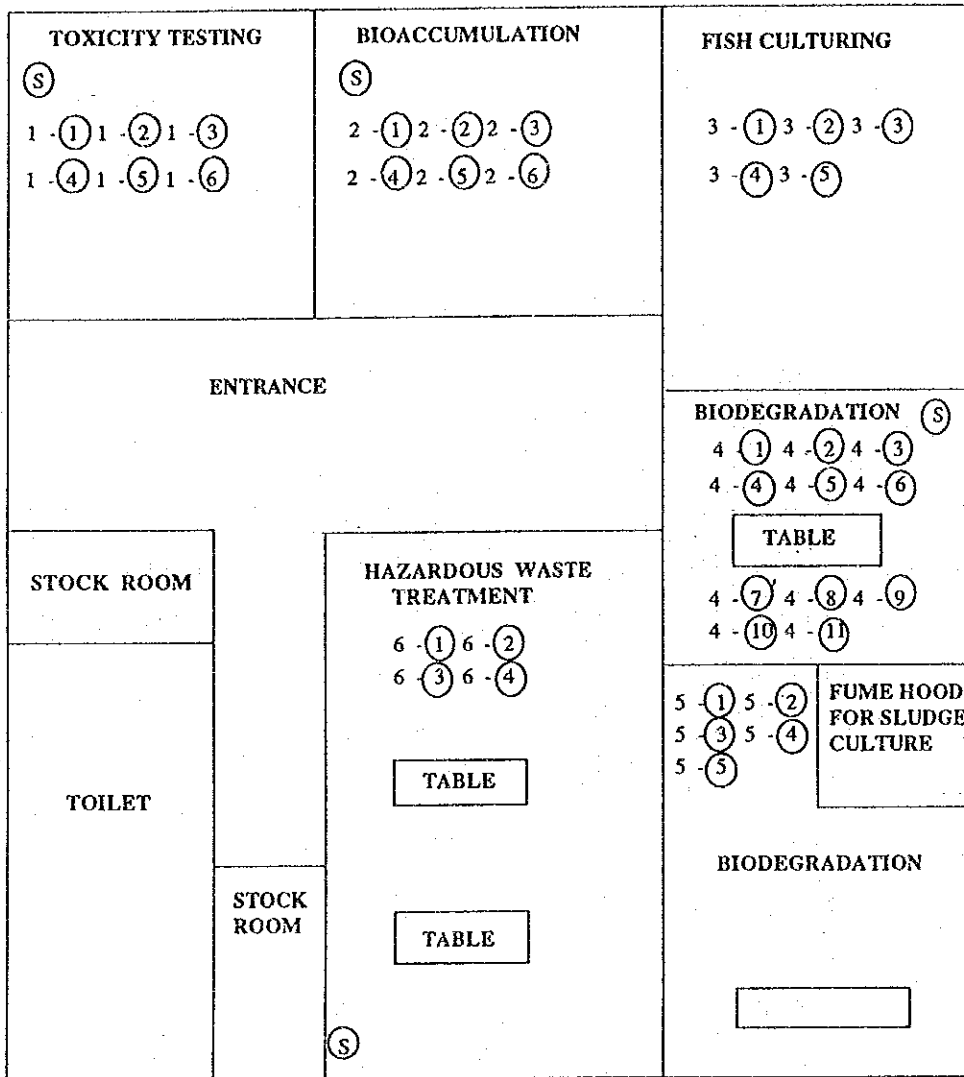 TOXICITY TESTING
S
1 - 1 1 - 2 1 - 3
1 - 4 1 - 5 1 - 6
BIOACCUMULATION
S
2 - 1 2 - 2 2 - 3
2 - 4 2 - 5 2 - 6
FISH CULTURING
3 - 1 3 - 2 3 - 3
3 - 4 3 - 5
ENTRANCE
BIODEGRADATION S
4 - 1 4 - 2 4 - 3
4 - 4 4 - 5 4 - 6
TABLE
4 - 7 4 - 8 4 - 9
4 - 10 4 - 11
STOCK ROOM
HAZARDOUS WASTE
TREATMENT
6 - 1 6 - 2
6 - 3 6 - 4
TABLE
TABLE
S
5 - 1 5 - 2
5 - 3 5 - 4
5 - 5
FUME HOOD
FOR SLUDGE
CULTURE
TOILET
STOCK
ROOM
BIODEGRADATION